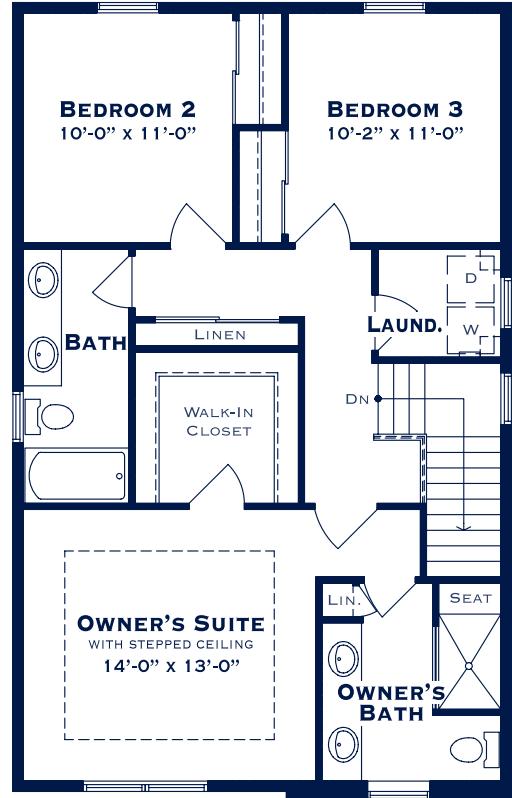 BEDROOM 2
10'-0" X 11'-0"
BEDROOM 3
10'-2" X 11'-0"
D
W
LAUND.
BATH
LINEN
WALK-IN
CLOSET
DN
OWNER'S SUITE
WITH STEPPED CEILING
14'-0" X 13'-0"
LIN.
SEAT
OWNER'S
BATH